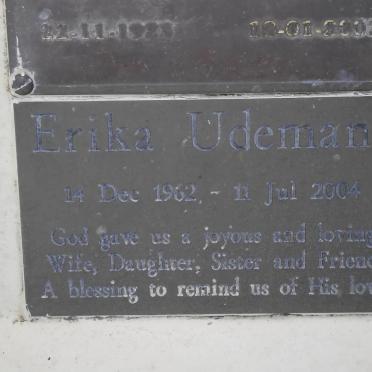 Erika Udeman
14 Dec 1962 - 11 Jul 2004
God gave us a joyous and loving
Wife, Daughter, Sister and Friend
A blessing to remind us of His lov